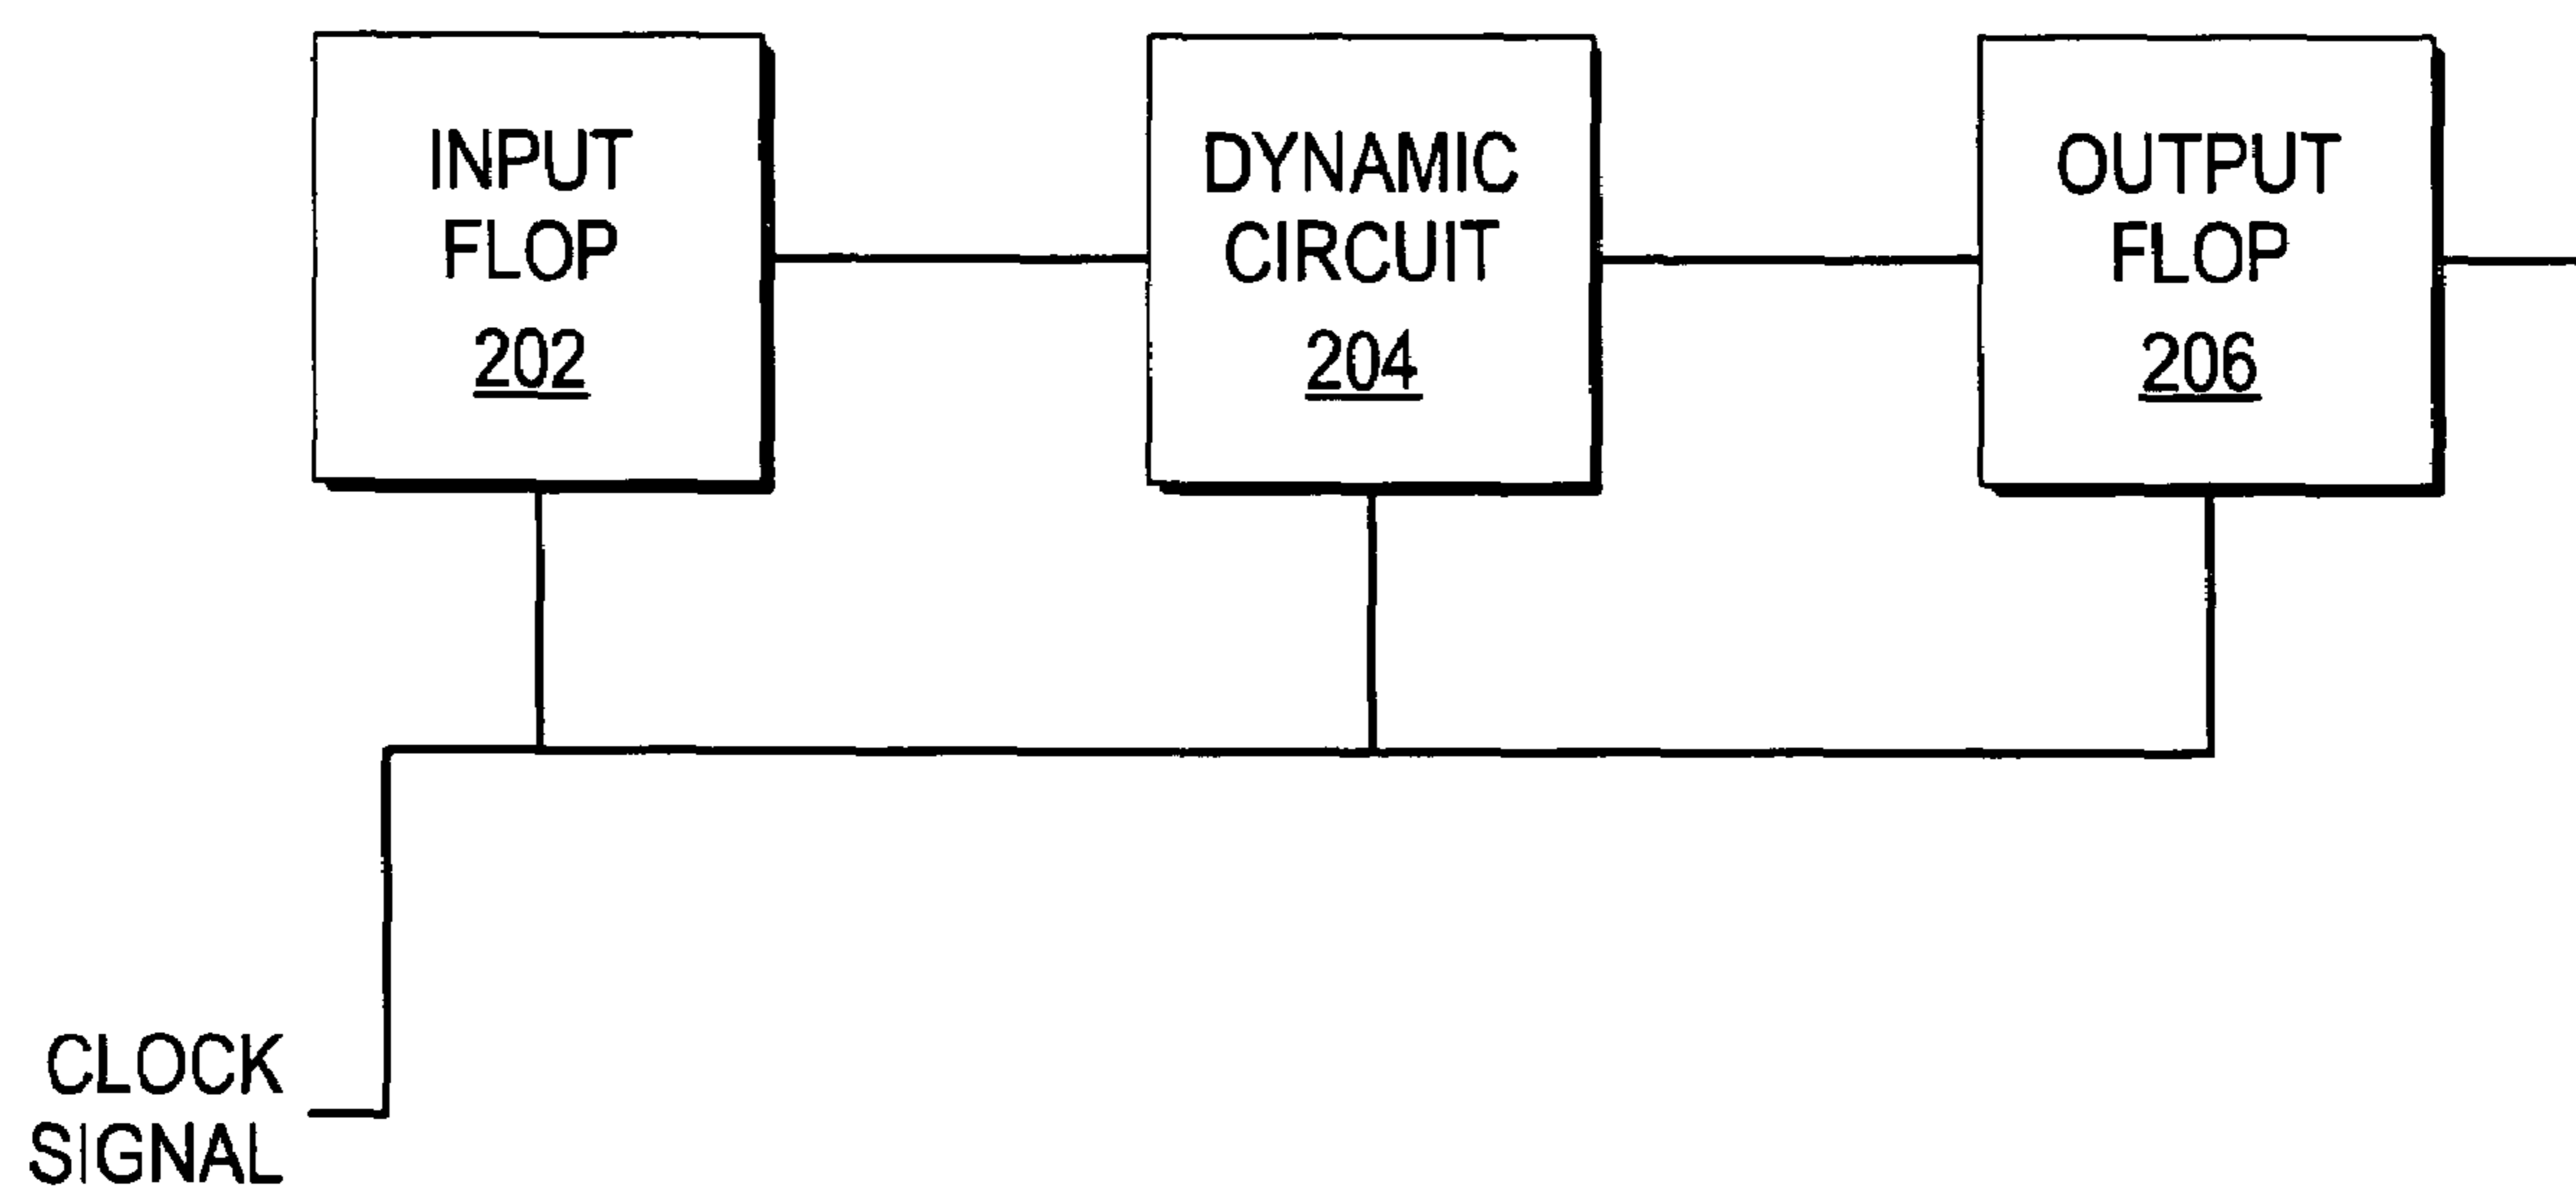 INPUT
FLOP
202
DYNAMIC
CIRCUIT
204
OUTPUT
FLOP
206
CLOCK
SIGNAL